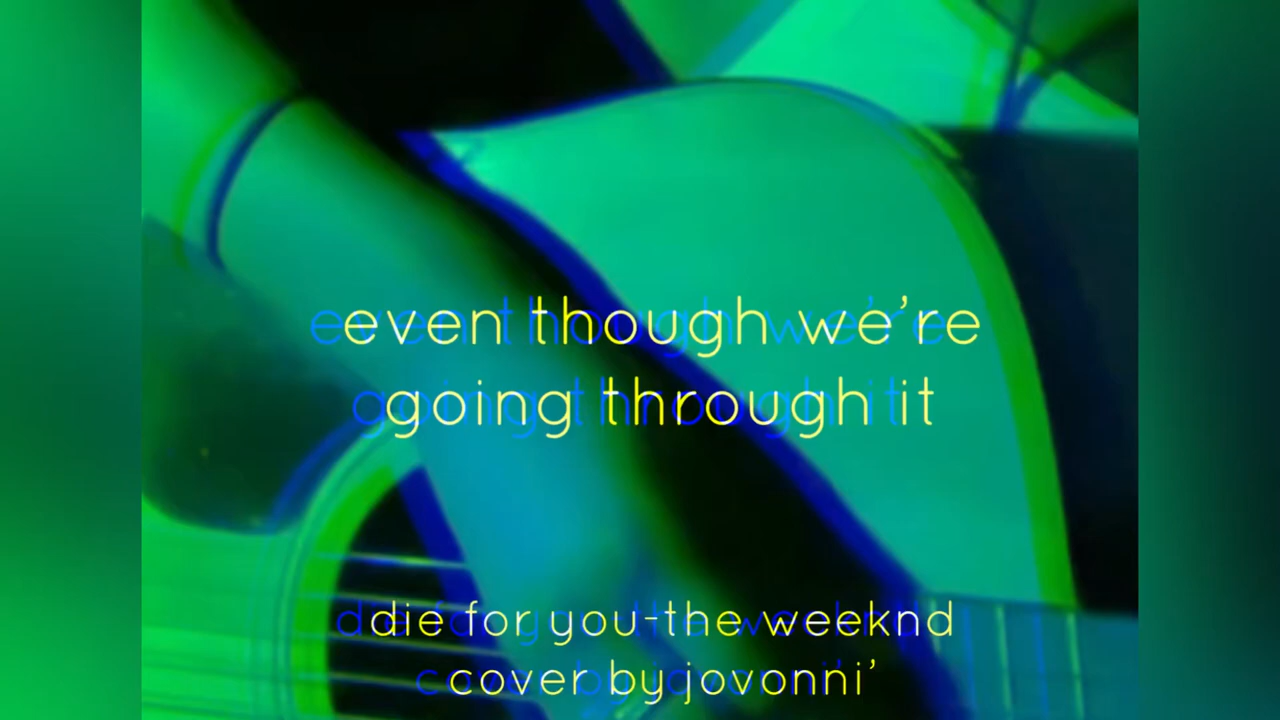 even though we're
going through it
die for you-the weeknd
cover by jovonni'